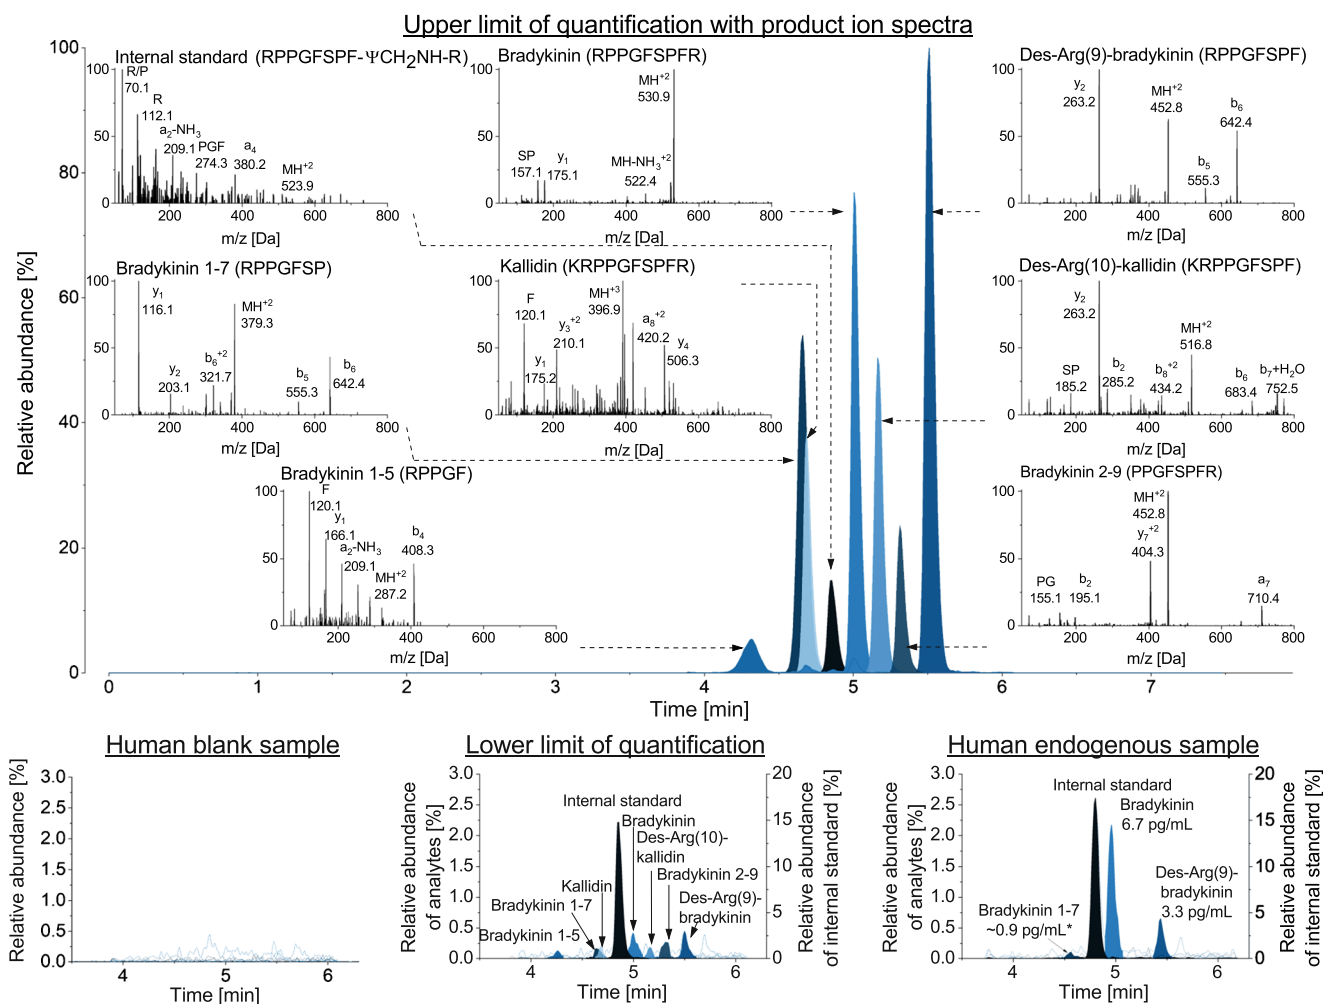 Upper limit of quantification with product ion spectra
Relative abundance [%]
100
80
60
40
20
0
Internal standard (RPPGFSPF-ΨCH₂NH-R)
100
50
0
R/P
70.1
R
112.1
a₂-NH₃
209.1
PGF
274.3
a₄
380.2
MH⁺²
523.9
200 400 600 800
m/z [Da]
Bradykinin (RPPGFSPFR)
100
50
0
MH⁺²
530.9
SP
157.1
y₁
175.1
MH-NH₃⁺²
522.4
200 400 600 800
m/z [Da]
Des-Arg(9)-bradykinin (RPPGFSPF)
100
50
0
y₂
263.2
MH⁺²
452.8
b₆
642.4
b₅
555.3
200 400 600 800
m/z [Da]
Bradykinin 1-7 (RPPGFSP)
100
50
0
y₁
116.1
MH⁺²
379.3
y₂
203.1
b₆⁺²
321.7
b₅
555.3
b₆
642.4
200 400 600 800
m/z [Da]
Kallidin (KRPPGFSPFR)
100
50
0
F
120.1
MH⁺³
396.9
y₃⁺²
210.1
a₈⁺²
420.2
y₁
175.2
y₄
506.3
200 400 600 800
m/z [Da]
Des-Arg(10)-kallidin (KRPPGFSPF)
100
50
0
y₂
263.2
MH⁺²
516.8
SP
185.2
b₂
285.2
b₈⁺²
434.2
b₆
683.4
b₇+H₂O
752.5
200 400 600 800
m/z [Da]
Bradykinin 1-5 (RPPGF)
100
50
0
F
120.1
y₁
166.1
a₂-NH₃
209.1
MH⁺²
287.2
b₄
408.3
200 400 600 800
m/z [Da]
Bradykinin 2-9 (PPGFSPFR)
100
50
0
MH⁺²
452.8
y₇⁺²
404.3
PG
155.1
b₂
195.1
a₇
710.4
200 400 600 800
m/z [Da]
0 1 2 3 4 5 6 7
Time [min]
Human blank sample
Relative abundance [%]
3.0
2.5
2.0
1.5
1.0
0.5
0.0
4 5 6
Time [min]
Lower limit of quantification
Relative abundance
of analytes [%]
3.0
2.5
2.0
1.5
1.0
0.5
0.0
Internal standard
Bradykinin
Des-Arg(10)-
kallidin
Bradykinin 2-9
Kallidin
Bradykinin 1-7
Des-Arg(9)-
bradykinin
Bradykinin 1-5
20
15
10
5
0
Relative abundance
of internal standard [%]
4 5 6
Time [min]
Human endogenous sample
Relative abundance
of analytes [%]
3.0
2.5
2.0
1.5
1.0
0.5
0.0
Internal standard
Bradykinin
6.7 pg/mL
Des-Arg(9)-
bradykinin
3.3 pg/mL
Bradykinin 1-7
~0.9 pg/mL*
20
15
10
5
0
Relative abundance
of internal standard [%]
4 5 6
Time [min]